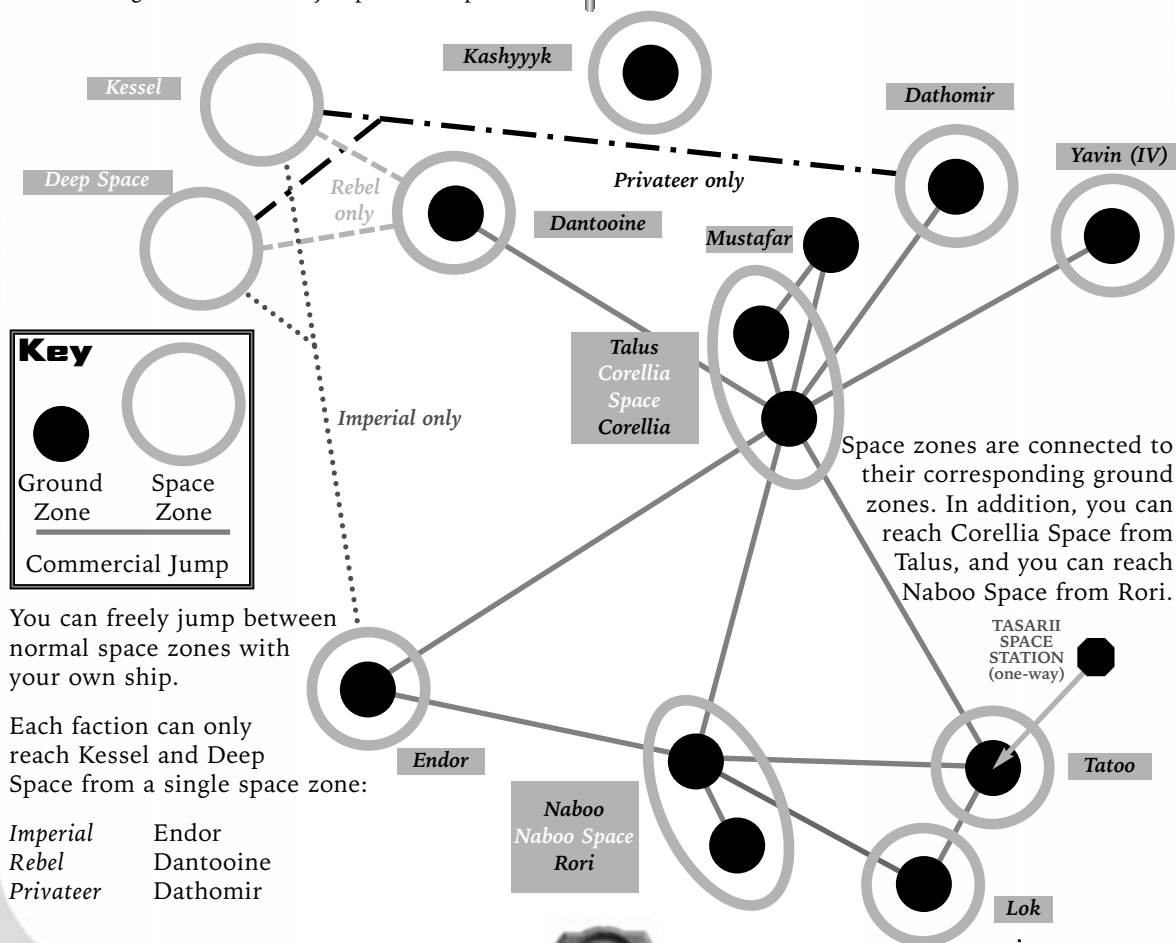 Kashyyyk
Kessel
Dathomir
Yavin (IV)
Deep Space
Rebel
only
Privateer only
Dantooine
Mustafar
Key
Ground
Zone
Space
Zone
Commercial Jump
Talus
Corellia
Space
Corellia
Imperial only
Space zones are connected to
their corresponding ground
zones. In addition, you can
reach Corellia Space from
Talus, and you can reach
Naboo Space from Rori.
You can freely jump between
normal space zones with
your own ship.
TASARII
SPACE
STATION
(one-way)
Each faction can only
reach Kessel and Deep
Space from a single space zone:
Endor
Tatoo
Naboo
Naboo Space
Rori
Imperial Endor
Rebel Dantooine
Privateer Dathomir
Lok